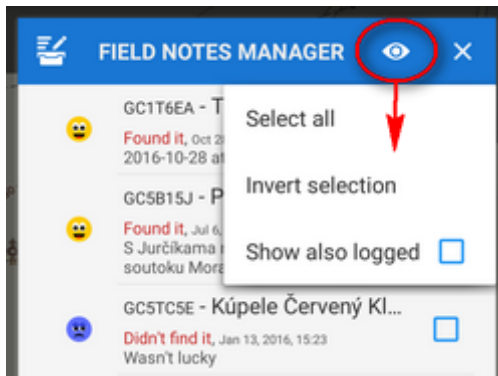 FIELD NOTES MANAGER
GC1T6EA - T
Found it, Oct 2
2016-10-28 at
Select all
GC5B15J - P
Found it, Jul 6,
S Jurčíkama
soutoku Mora
Invert selection
Show also logged
GC5TC5E - Kúpele Červený Kl...
Didn't find it, Jan 13, 2016, 15:23
Wasn't lucky